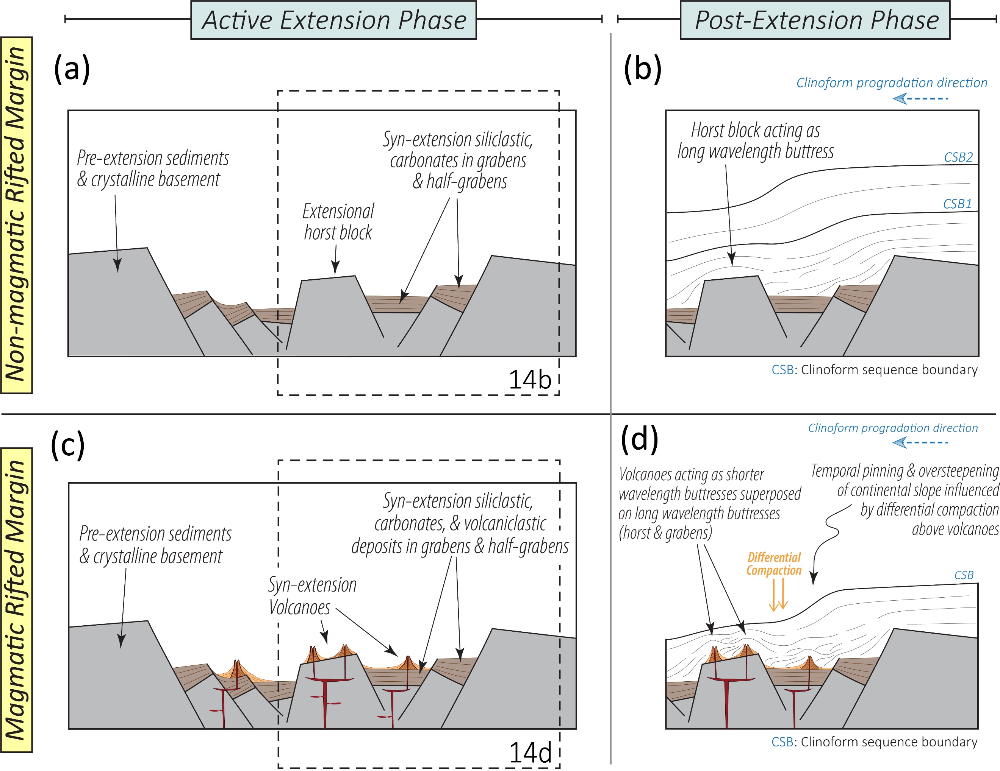 Active Extension Phase
Post-Extension Phase
Non-magmatic Rifted Margin
(a)
Pre-extension sediments
& crystalline basement
Extensional
horst block
Syn-extension siliclastic,
carbonates in grabens
& half-grabens
14b
(b)
Clinoform progradation direction
Horst block acting as
long wavelength buttress
CSB2
CSB1
CSB: Clinoform sequence boundary
Magmatic Rifted Margin
(c)
Pre-extension sediments
& crystalline basement
Syn-extension
Volcanoes
Syn-extension siliclastic,
carbonates, & volcaniclastic
deposits in grabens & half-grabens
14d
(d)
Clinoform progradation direction
Volcanoes acting as shorter
wavelength buttresses superposed
on long wavelength buttresses
(horst & grabens)
Temporal pinning & oversteepening
of continental slope influenced
by differential compaction
above volcanoes
Differential
Compaction
CSB
CSB: Clinoform sequence boundary